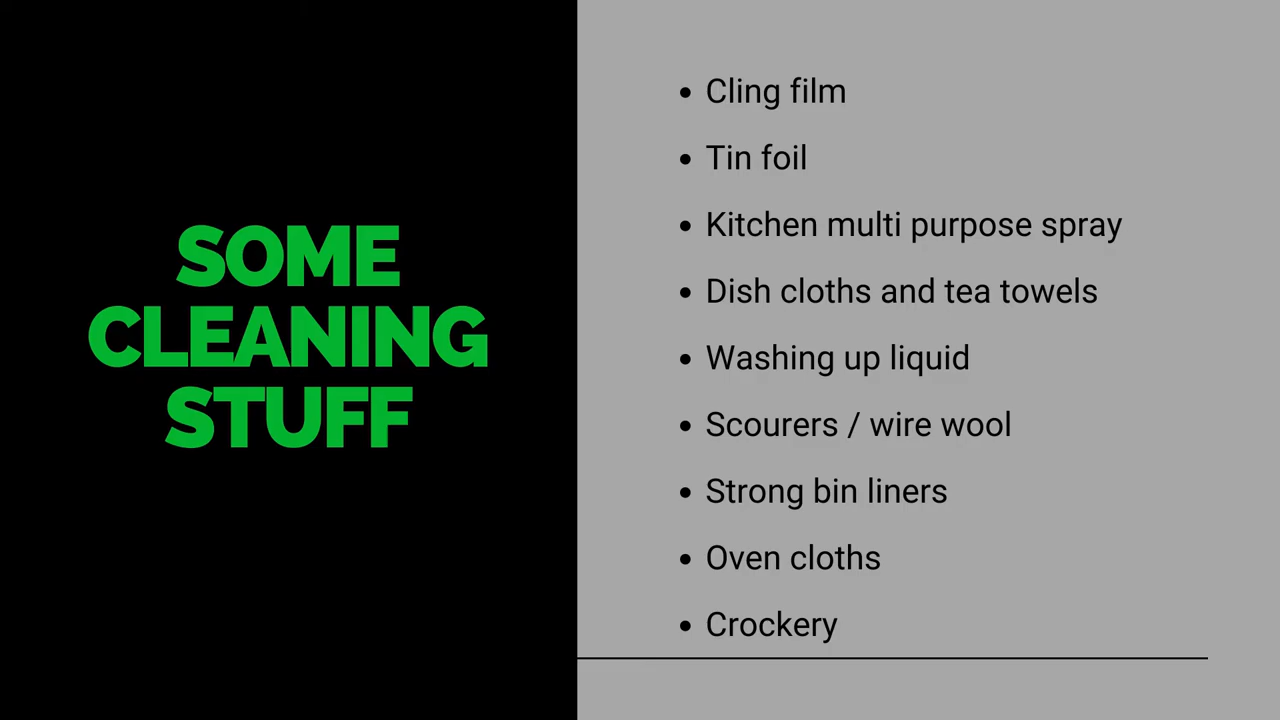 SOME
CLEANING
STUFF
• Cling film
• Tin foil
• Kitchen multi purpose spray
• Dish cloths and tea towels
• Washing up liquid
• Scourers / wire wool
• Strong bin liners
• Oven cloths
• Crockery